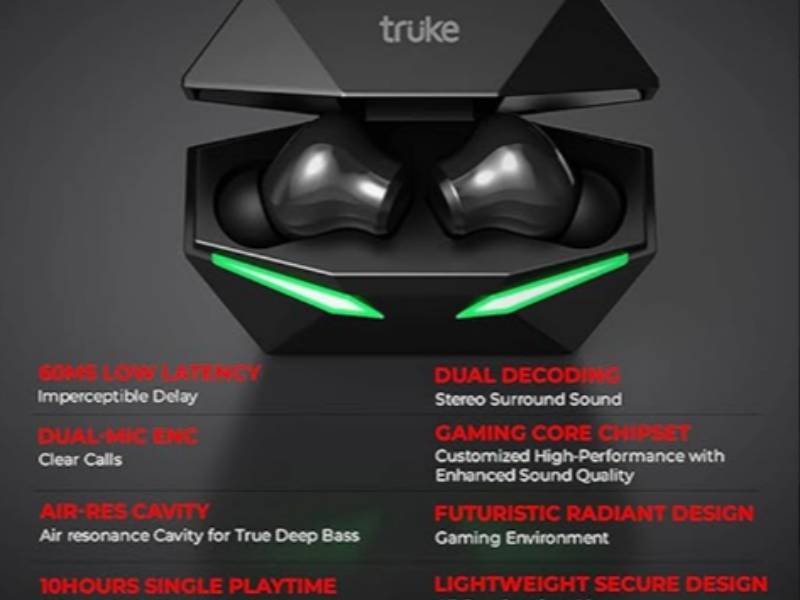 truke
60MS LOW LATENCY
Imperceptible Delay
DUAL DECODING
Stereo Surround Sound
DUAL-MIC ENC
Clear Calls
GAMING CORE CHIPSET
Customized High-Performance with
Enhanced Sound Quality
AIR-RES CAVITY
Air resonance Cavity for True Deep Bass
FUTURISTIC RADIANT DESIGN
Gaming Environment
10HOURS SINGLE PLAYTIME
LIGHTWEIGHT SECURE DESIGN